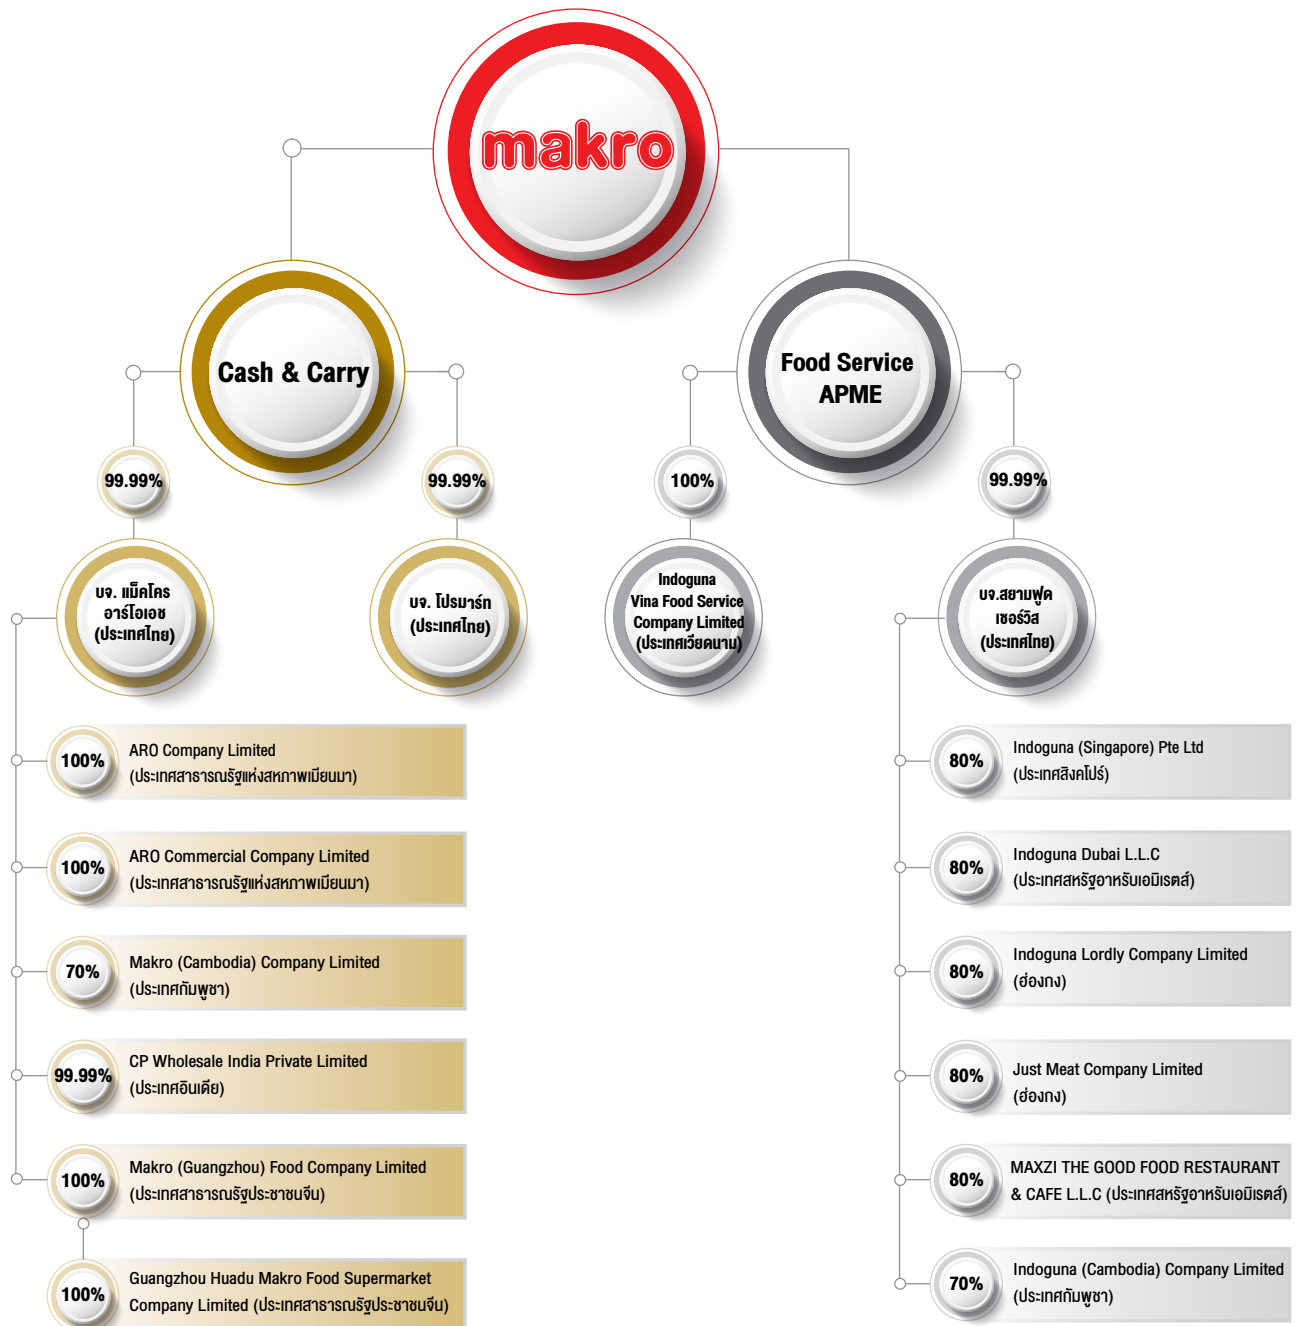 makro
Cash & Carry
Food Service
APME
99.99%
99.99%
100%
99.99%
บจ. แม็คโคร
อาร์โอเอช
(ประเทศไทย)
บจ. โปรมาร์ท
(ประเทศไทย)
Indoguna
Vina Food Service
Company Limited
(ประเทศเวียดนาม)
บจ.สยามฟูด
เซอร์วิส
(ประเทศไทย)
100%
ARO Company Limited
(ประเทศสาธารณรัฐแห่งสหภาพเมียนมา)
100%
ARO Commercial Company Limited
(ประเทศสาธารณรัฐแห่งสหภาพเมียนมา)
70%
Makro (Cambodia) Company Limited
(ประเทศกัมพูชา)
99.99%
CP Wholesale India Private Limited
(ประเทศอินเดีย)
100%
Makro (Guangzhou) Food Company Limited
(ประเทศสาธารณรัฐประชาชนจีน)
100%
Guangzhou Huadu Makro Food Supermarket
Company Limited (ประเทศสาธารณรัฐประชาชนจีน)
80%
Indoguna (Singapore) Pte Ltd
(ประเทศสิงคโปร์)
80%
Indoguna Dubai L.L.C
(ประเทศสหรัฐอาหรับเอมิเรตส์)
80%
Indoguna Lordly Company Limited
(ฮ่องกง)
80%
Just Meat Company Limited
(ฮ่องกง)
80%
MAXZI THE GOOD FOOD RESTAURANT
& CAFE L.L.C (ประเทศสหรัฐอาหรับเอมิเรตส์)
70%
Indoguna (Cambodia) Company Limited
(ประเทศกัมพูชา)